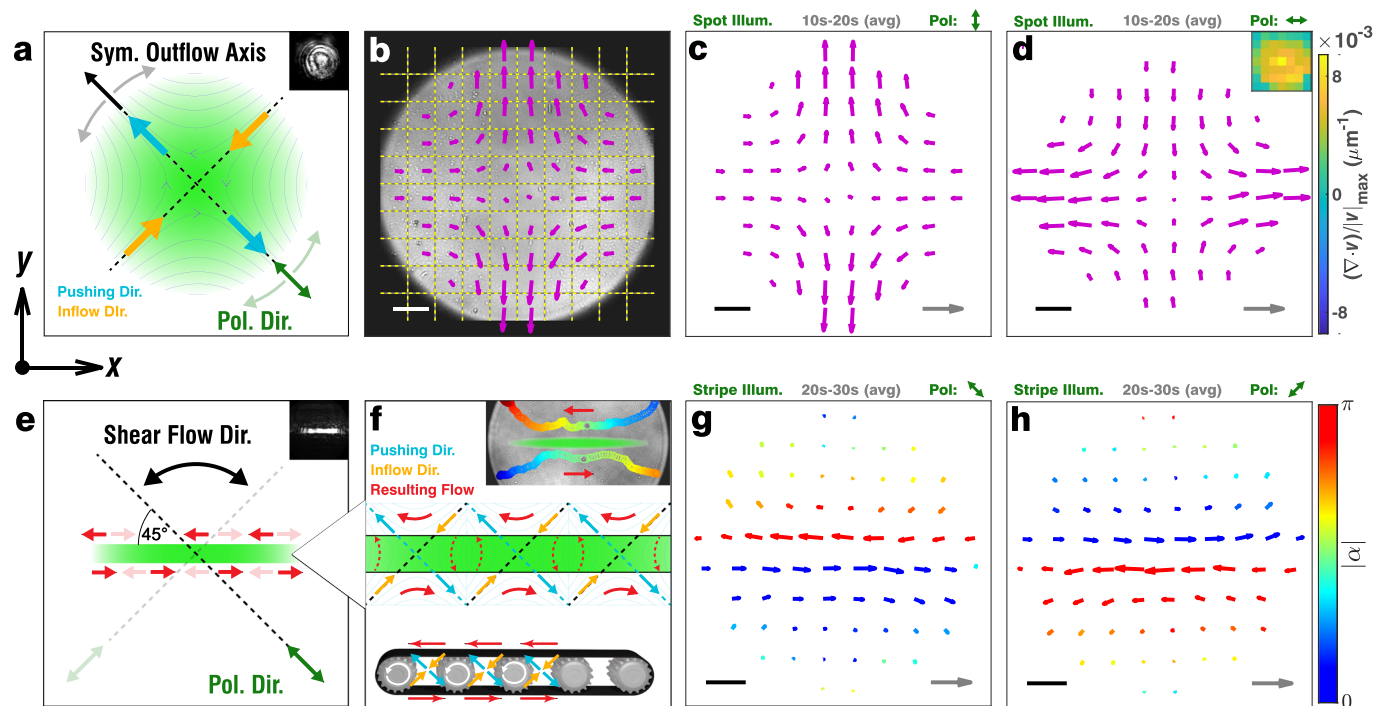 a
Sym. Outflow Axis
Pushing Dir.
Inflow DIr.
Pol. Dir.
y
x
b
Spot Illum. 10s-20s (avg) Pol:
c
Spot Illum. 10s-20s (avg) Pol:
d
×10⁻³
8
0
-8
(∇·v)/|v|max (μm⁻¹)
e
Shear Flow Dir.
45°
Pol. Dir.
f
Pushing Dir.
Inflow Dir.
Resulting Flow
Stripe Illum. 20s-30s (avg) Pol:
g
Stripe Illum. 20s-30s (avg) Pol:
h
π
|α|
0